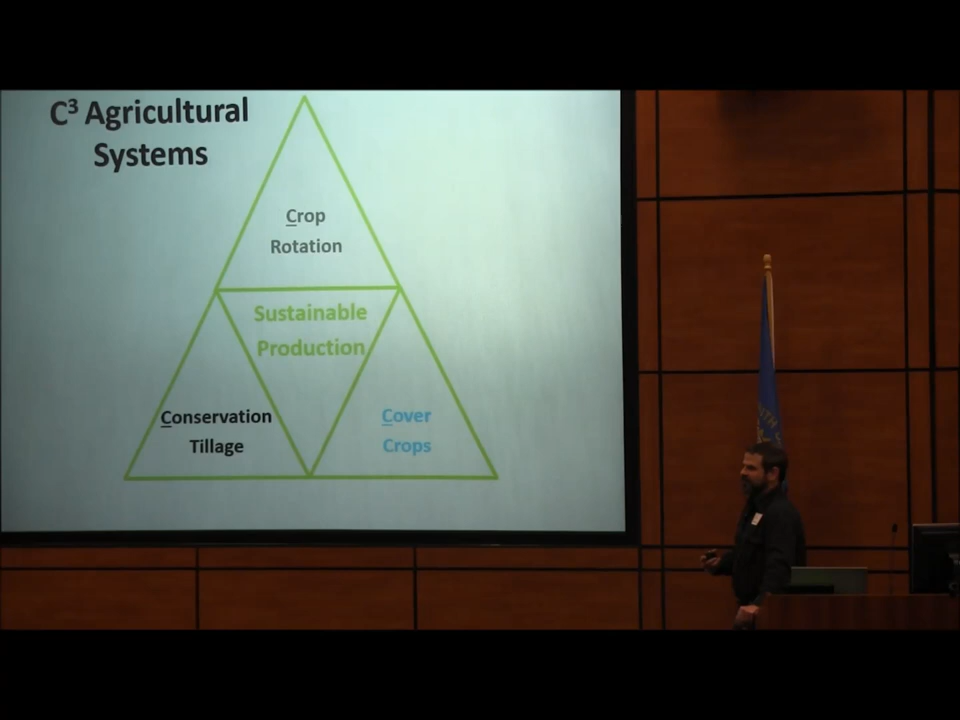 C³ Agricultural
Systems
Crop
Rotation
Sustainable
Production
Conservation
Tillage
Cover
Crops